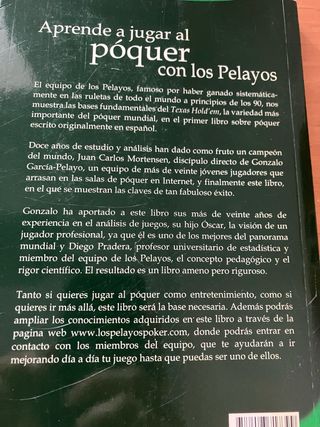 Aprende a jugar al
póquer
con los Pelayos
El equipo de los Pelayos, famoso por haber ganado sistemática-
mente en las ruletas de todo el mundo a principios de los 90, nos
muestra las bases fundamentales del Texas Hold'em, la variedad más
importante del póquer mundial, en el primer libro sobre póquer
escrito originalmente en español.
Doce años de estudio y análisis han dado como fruto un campeón
del mundo, Juan Carlos Mortensen, discípulo directo de Gonzalo
García-Pelayo, un equipo de más de veinte jóvenes jugadores que
arrasan en las salas de póquer en Internet, y finalmente este libro,
en el que se muestran las claves de tan fabuloso éxito.
Gonzalo ha aportado a este libro sus más de veinte años de
experiencia en el análisis de juegos, su hijo Óscar, la visión de un
jugador profesional, ya que él es uno de los mejores del panorama
mundial y Diego Pradera, profesor universitario de estadística y
miembro del equipo de los Pelayos, el concepto pedagógico y el
rigor científico. El resultado es un libro ameno pero riguroso.
Tanto si quieres jugar al póquer como entretenimiento, como si
quieres ir más allá, este libro será la base necesaria. Además podrás
ampliar los conocimientos adquiridos en este libro a través de la
pagina web www.lospelayospoker.com, donde podrás entrar en
contacto con los miembros del equipo, que te ayudarán a ir
mejorando día a día tu juego hasta que puedas ser uno de ellos.